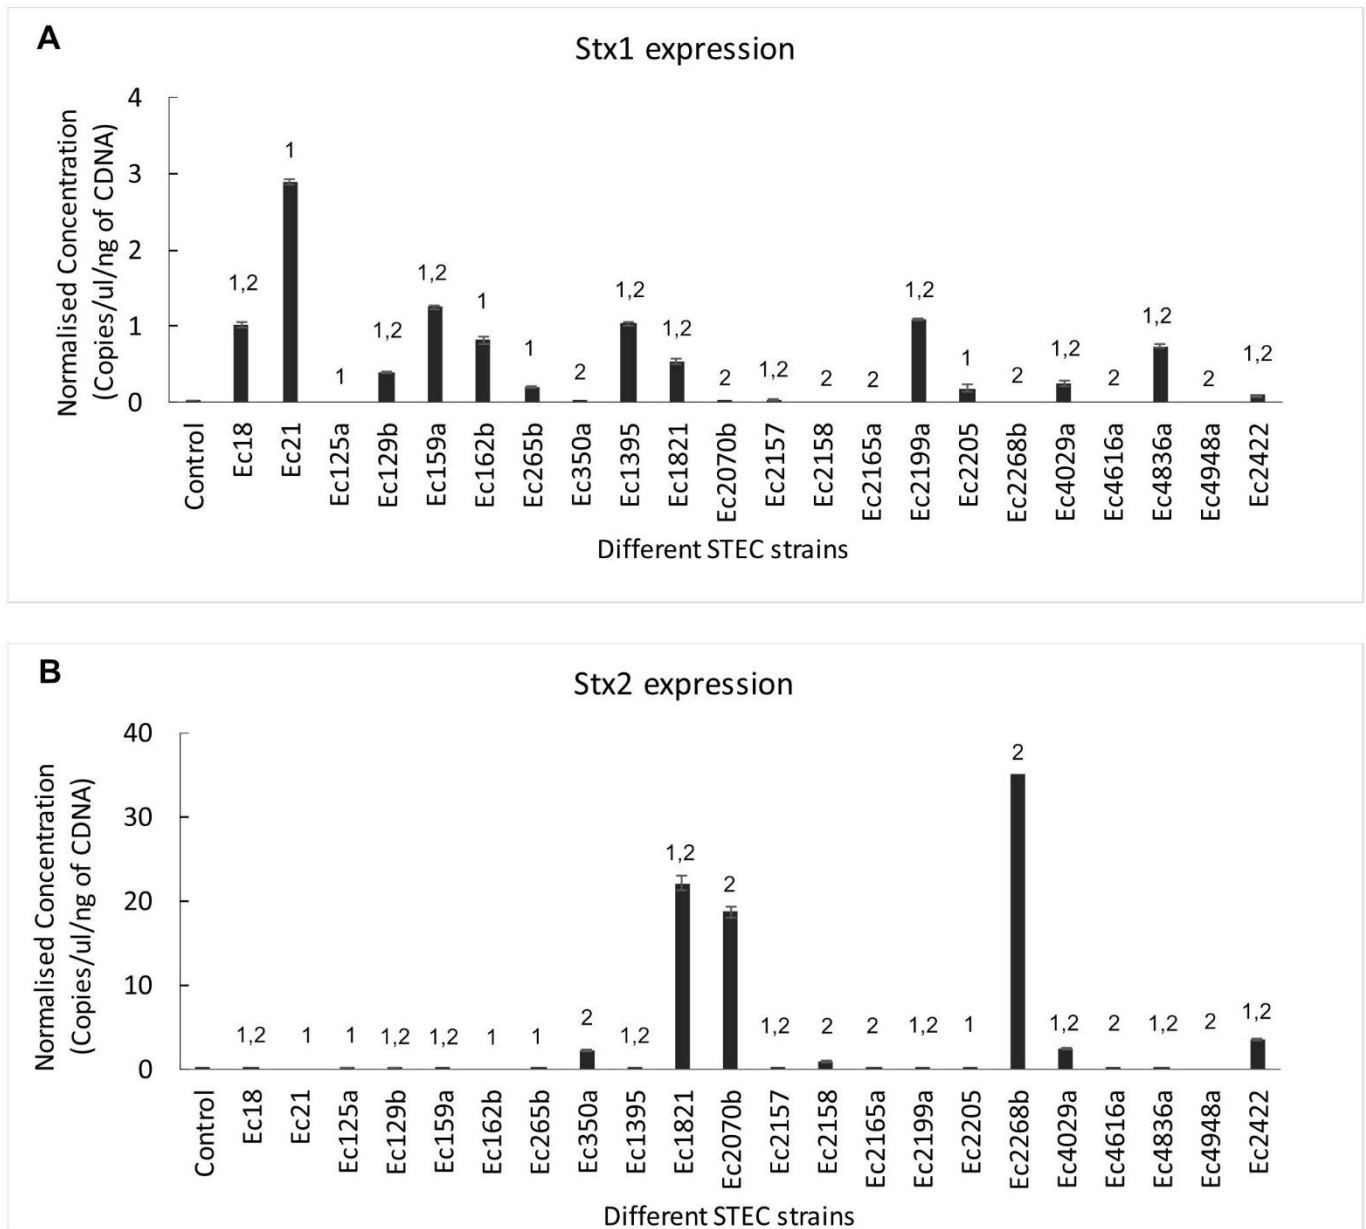 A
Stx1 expression
Normalised Concentration
(Copies/ul/ng of CDNA)
4
3
2
1
0
1,2
1
1
1,2
1,2
1
1
2
1,2
1,2
2
1,2
2
2
1,2
1
2
1,2
2
1,2
2
1,2
Control
Ec18
Ec21
Ec125a
Ec129b
Ec159a
Ec162b
Ec265b
Ec350a
Ec1395
Ec1821
Ec2070b
Ec2157
Ec2158
Ec2165a
Ec2199a
Ec2205
Ec2268b
Ec4029a
Ec4616a
Ec4836a
Ec4948a
Ec2422
Different STEC strains
B
Stx2 expression
Normalised Concentration
(Copies/ul/ng of CDNA)
40
30
20
10
0
1,2
1
1
1,2
1,2
1
1
2
1,2
1,2
2
1,2
2
2
1,2
1
2
1,2
2
1,2
2
1,2
Control
Ec18
Ec21
Ec125a
Ec129b
Ec159a
Ec162b
Ec265b
Ec350a
Ec1395
Ec1821
Ec2070b
Ec2157
Ec2158
Ec2165a
Ec2199a
Ec2205
Ec2268b
Ec4029a
Ec4616a
Ec4836a
Ec4948a
Ec2422
Different STEC strains